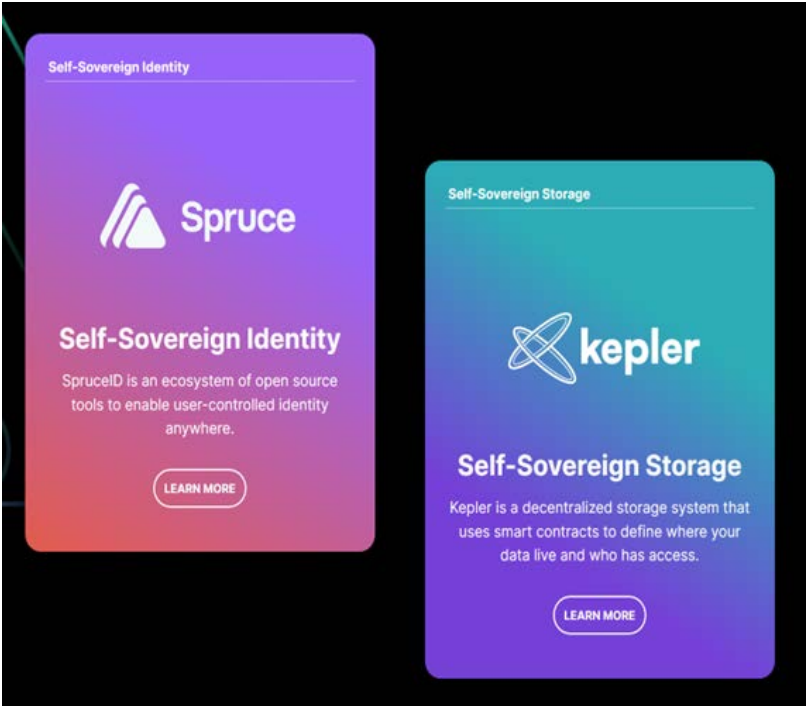 Self-Sovereign Identity
Spruce
Self-Sovereign Identity
SpruceID is an ecosystem of open source
tools to enable user-controlled identity
anywhere.
LEARN MORE
Self-Sovereign Storage
kepler
Self-Sovereign Storage
Kepler is a decentralized storage system that
uses smart contracts to define where your
data live and who has access.
LEARN MORE